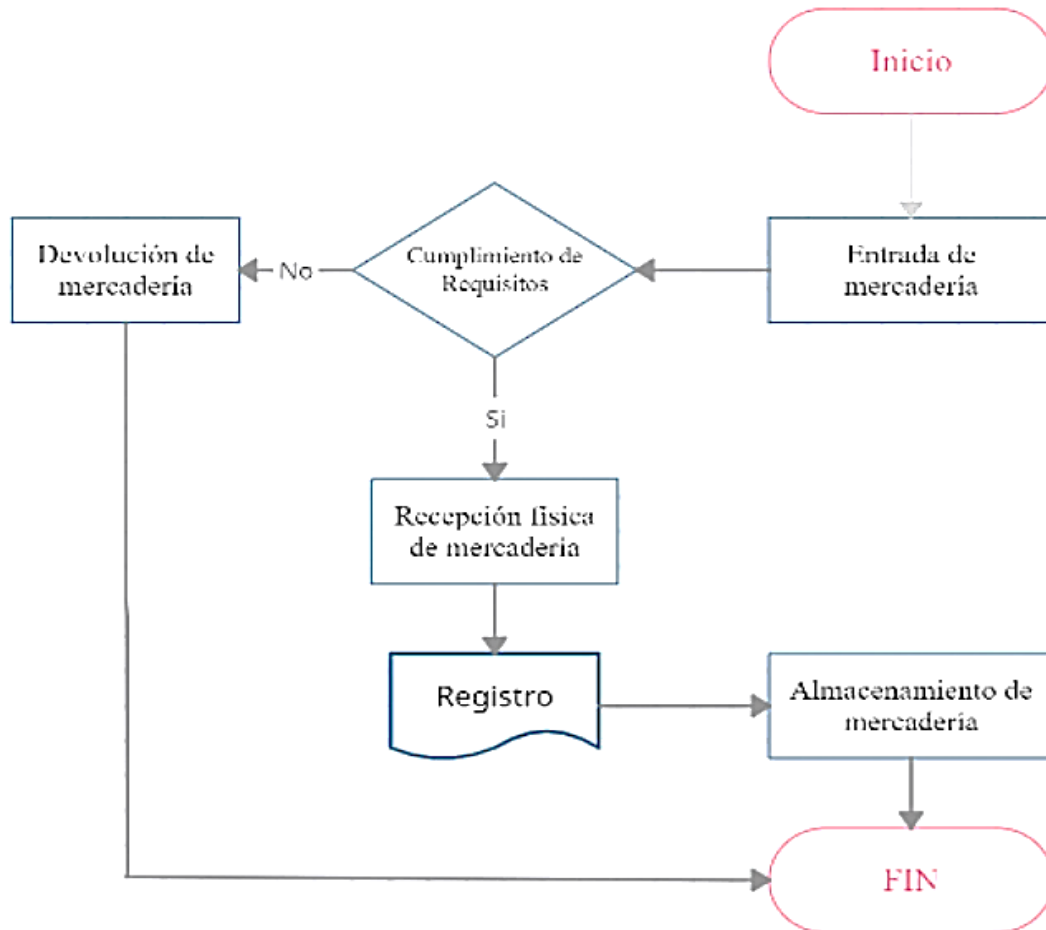 Inicio
Entrada de
mercadería
Cumplimiento de
Requisitos
No
Devolución de
mercadería
Si
Recepción física
de mercadería
Registro
Almacenamiento de
mercadería
FIN